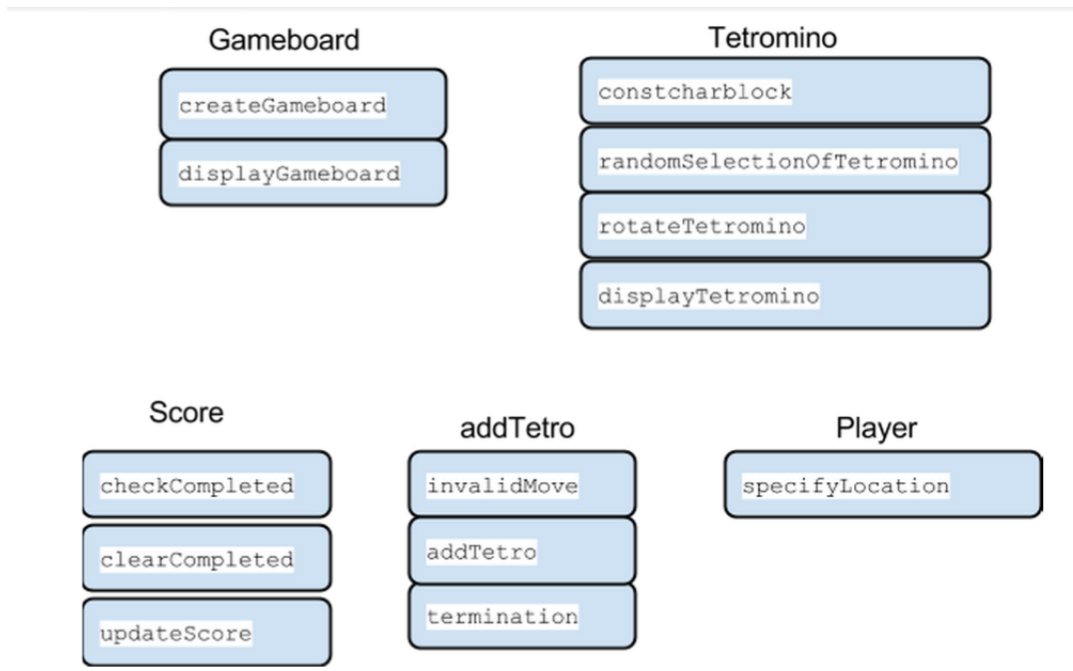 Gameboard
createGameboard
displayGameboard
Tetromino
constcharblock
randomSelectionOfTetromino
rotateTetromino
displayTetromino
Score
checkCompleted
clearCompleted
updateScore
addTetro
invalidMove
addTetro
termination
Player
specifyLocation